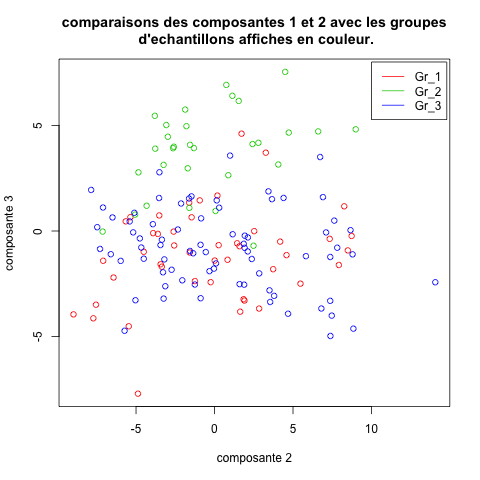 comparaisons des composantes 1 et 2 avec les groupes
d'echantillons affiches en couleur.
Gr_1
Gr_2
Gr_3
5
0
-5
composante 3
-5 0 5 10
composante 2